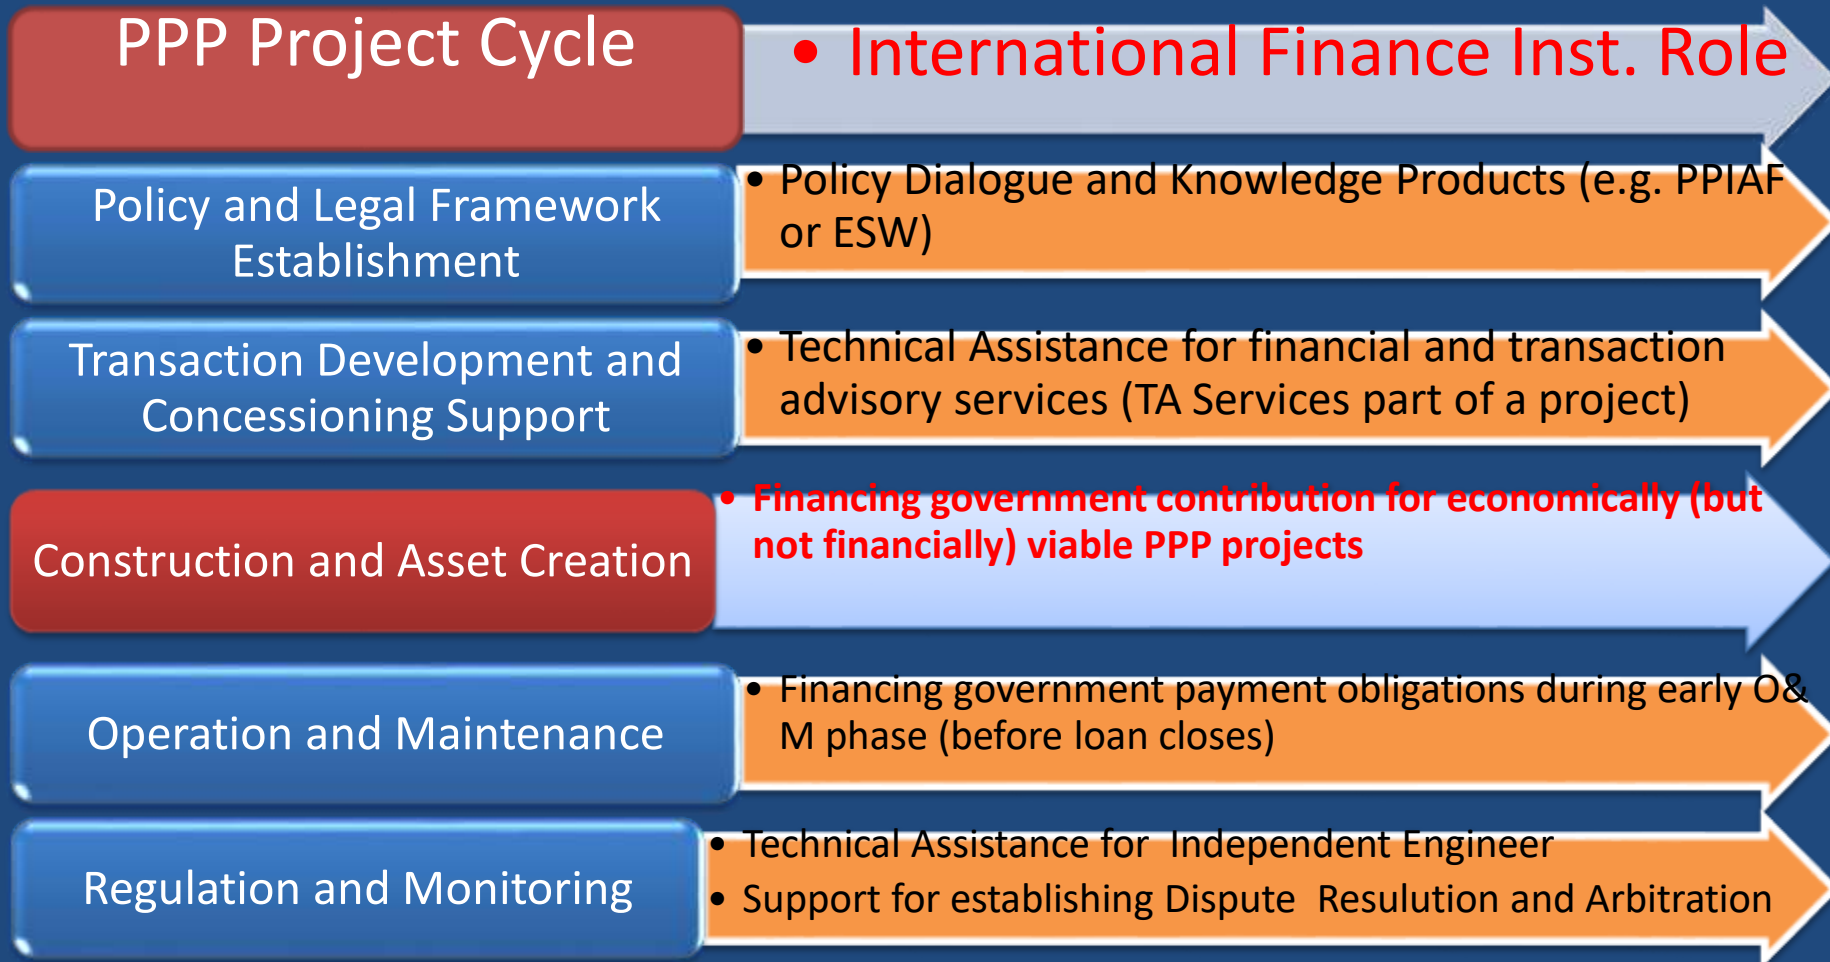 PPP Project Cycle
• International Finance Inst. Role
Policy and Legal Framework
Establishment
• Policy Dialogue and Knowledge Products (e.g. PPIAF
or ESW)
Transaction Development and
Concessioning Support
• Technical Assistance for financial and transaction
advisory services (TA Services part of a project)
Construction and Asset Creation
• Financing government contribution for economically (but
not financially) viable PPP projects
Operation and Maintenance
• Financing government payment obligations during early O&
M phase (before loan closes)
Regulation and Monitoring
• Technical Assistance for Independent Engineer
• Support for establishing Dispute Resulution and Arbitration